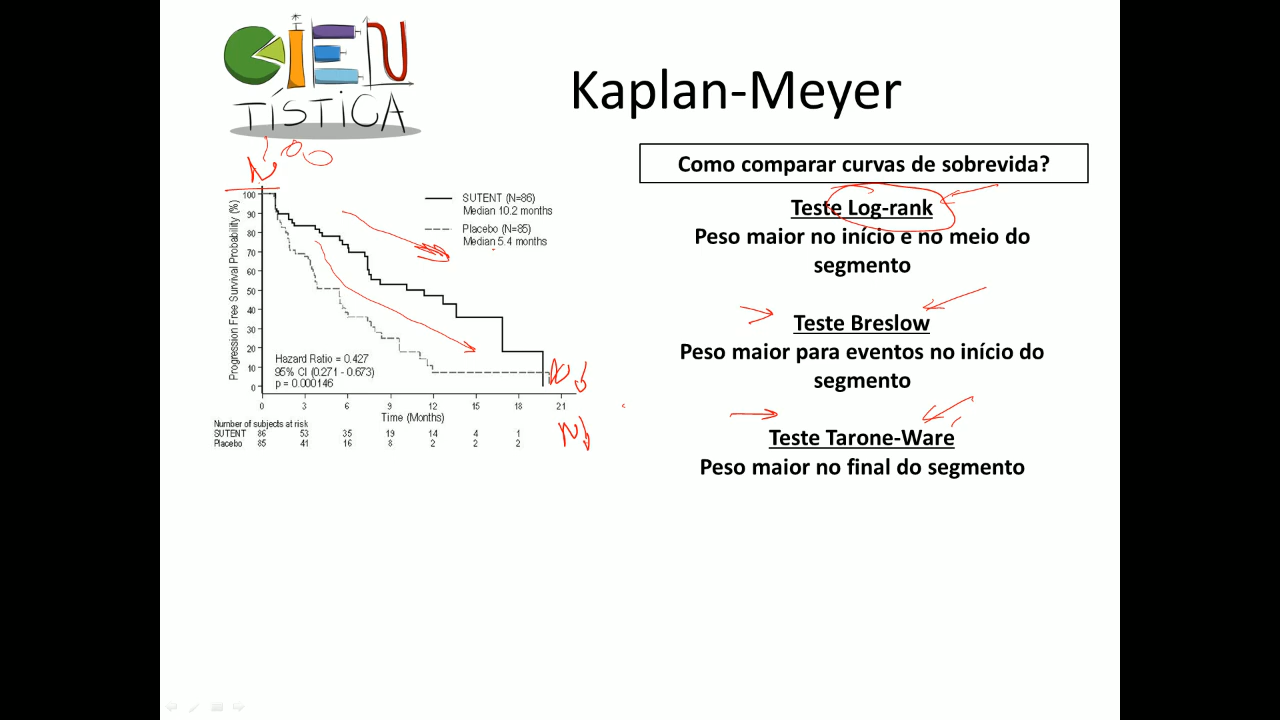 CIEN
TÍSTICA
Kaplan-Meyer
Como comparar curvas de sobrevida?
Teste Log-rank
Peso maior no início e no meio do
segmento
Teste Breslow
Peso maior para eventos no início do
segmento
Teste Tarone-Ware
Peso maior no final do segmento
N 100
Progression Free Survival Probability (%)
100
90
80
70
60
50
40
30
20
10
0
SUTENT (N=86)
Median 10.2 months
Placebo (N=85)
Median 5.4 months
Hazard Ratio = 0.427
95% CI (0.271 - 0.673)
p = 0.000146
0 3 6 9 12 15 18 21
Time (Months)
Number of subjects at risk
SUTENT 86 53 35 19 14 4 1
Placebo 85 41 16 8 2 2 2